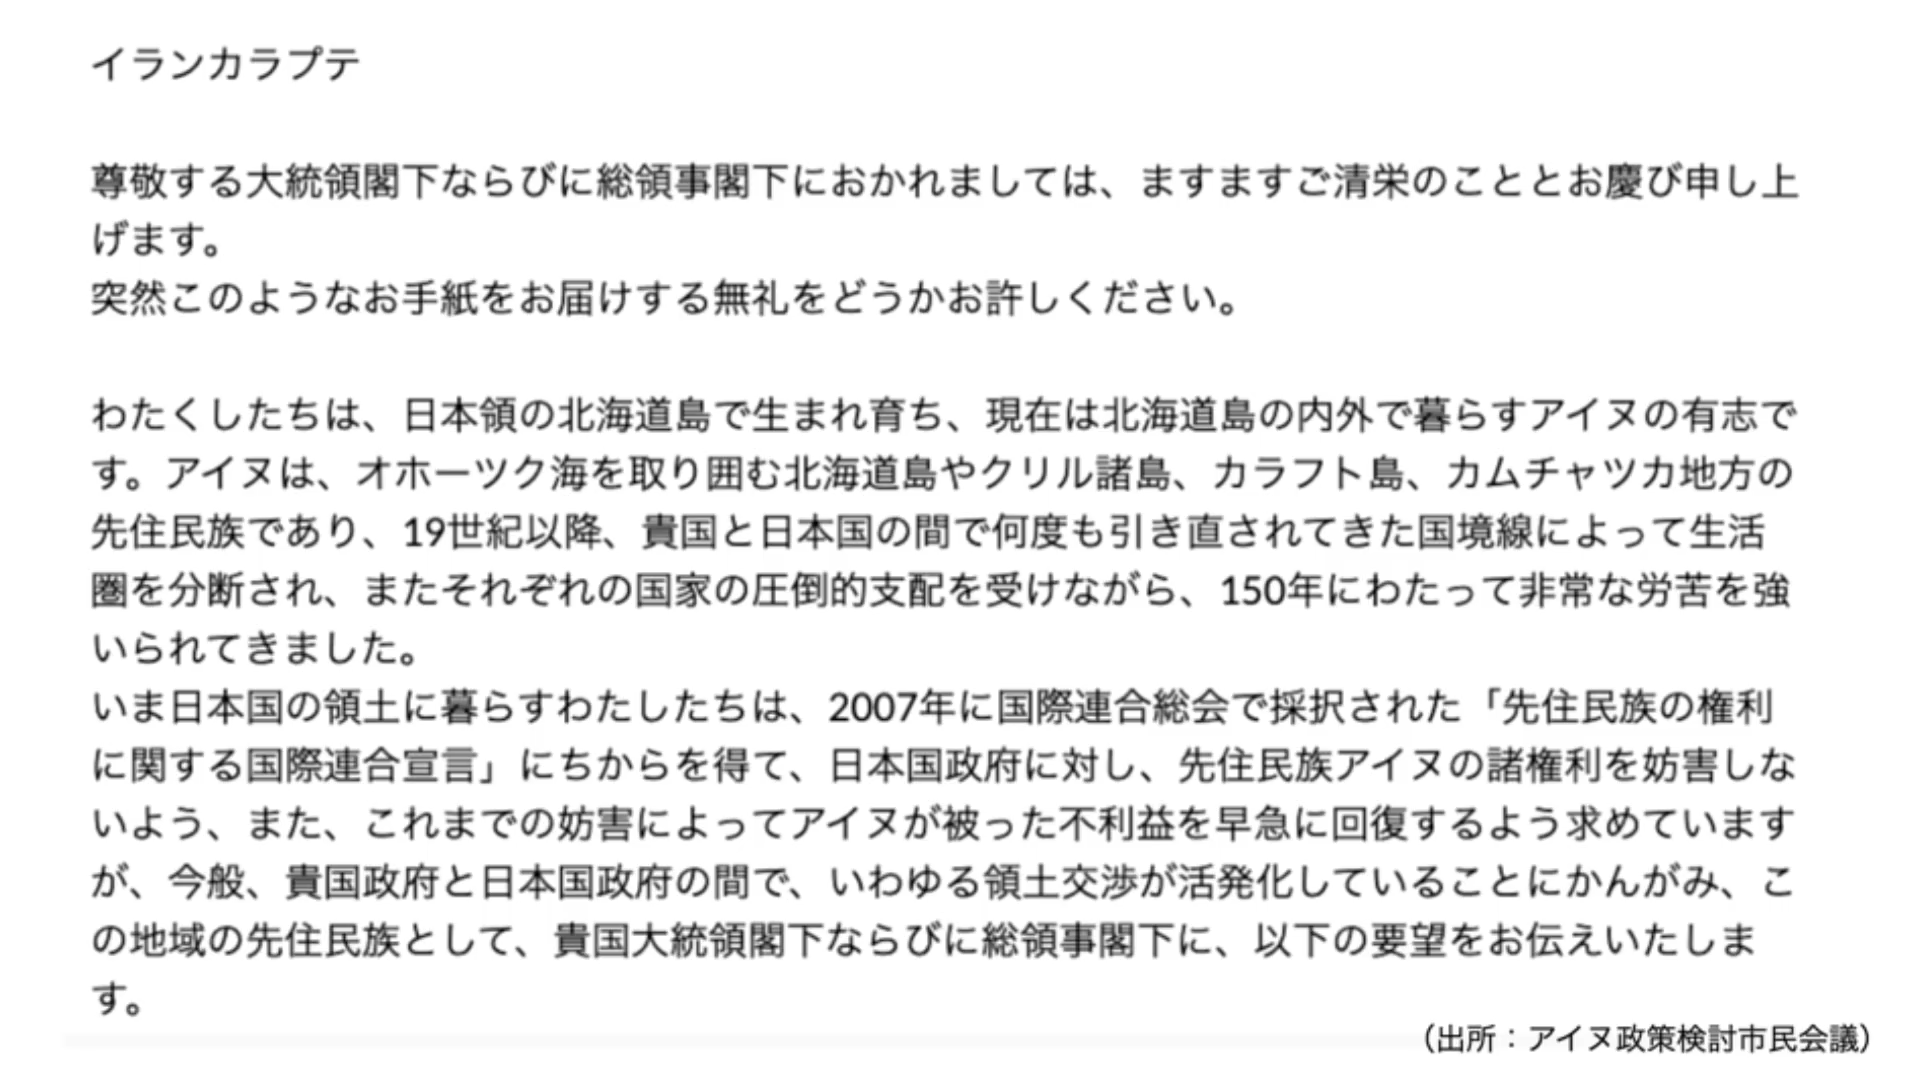 イランカラプテ
尊敬する大統領閣下ならびに総領事閣下におかれましては、ますますご清栄のこととお慶び申し上
げます。
突然このようなお手紙をお届けする無礼をどうかお許しください。
わたくしたちは、日本領の北海道島で生まれ育ち、現在は北海道島の内外で暮らすアイヌの有志で
す。アイヌは、オホーツク海を取り囲む北海道島やクリル諸島、カラフト島、カムチャツカ地方の
先住民族であり、19世紀以降、貴国と日本国の間で何度も引き直されてきた国境線によって生活
圏を分断され、またそれぞれの国家の圧倒的支配を受けながら、150年にわたって非常な労苦を強
いられてきました。
いま日本国の領土に暮らすわたしたちは、2007年に国際連合総会で採択された「先住民族の権利
に関する国際連合宣言」にちからを得て、日本国政府に対し、先住民族アイヌの諸権利を妨害しな
いよう、また、これまでの妨害によってアイヌが被った不利益を早急に回復するよう求めています
が、今般、貴国政府と日本国政府の間で、いわゆる領土交渉が活発化していることにかんがみ、こ
の地域の先住民族として、貴国大統領閣下ならびに総領事閣下に、以下の要望をお伝えいたしま
す。
（出所：アイヌ政策検討市民会議）